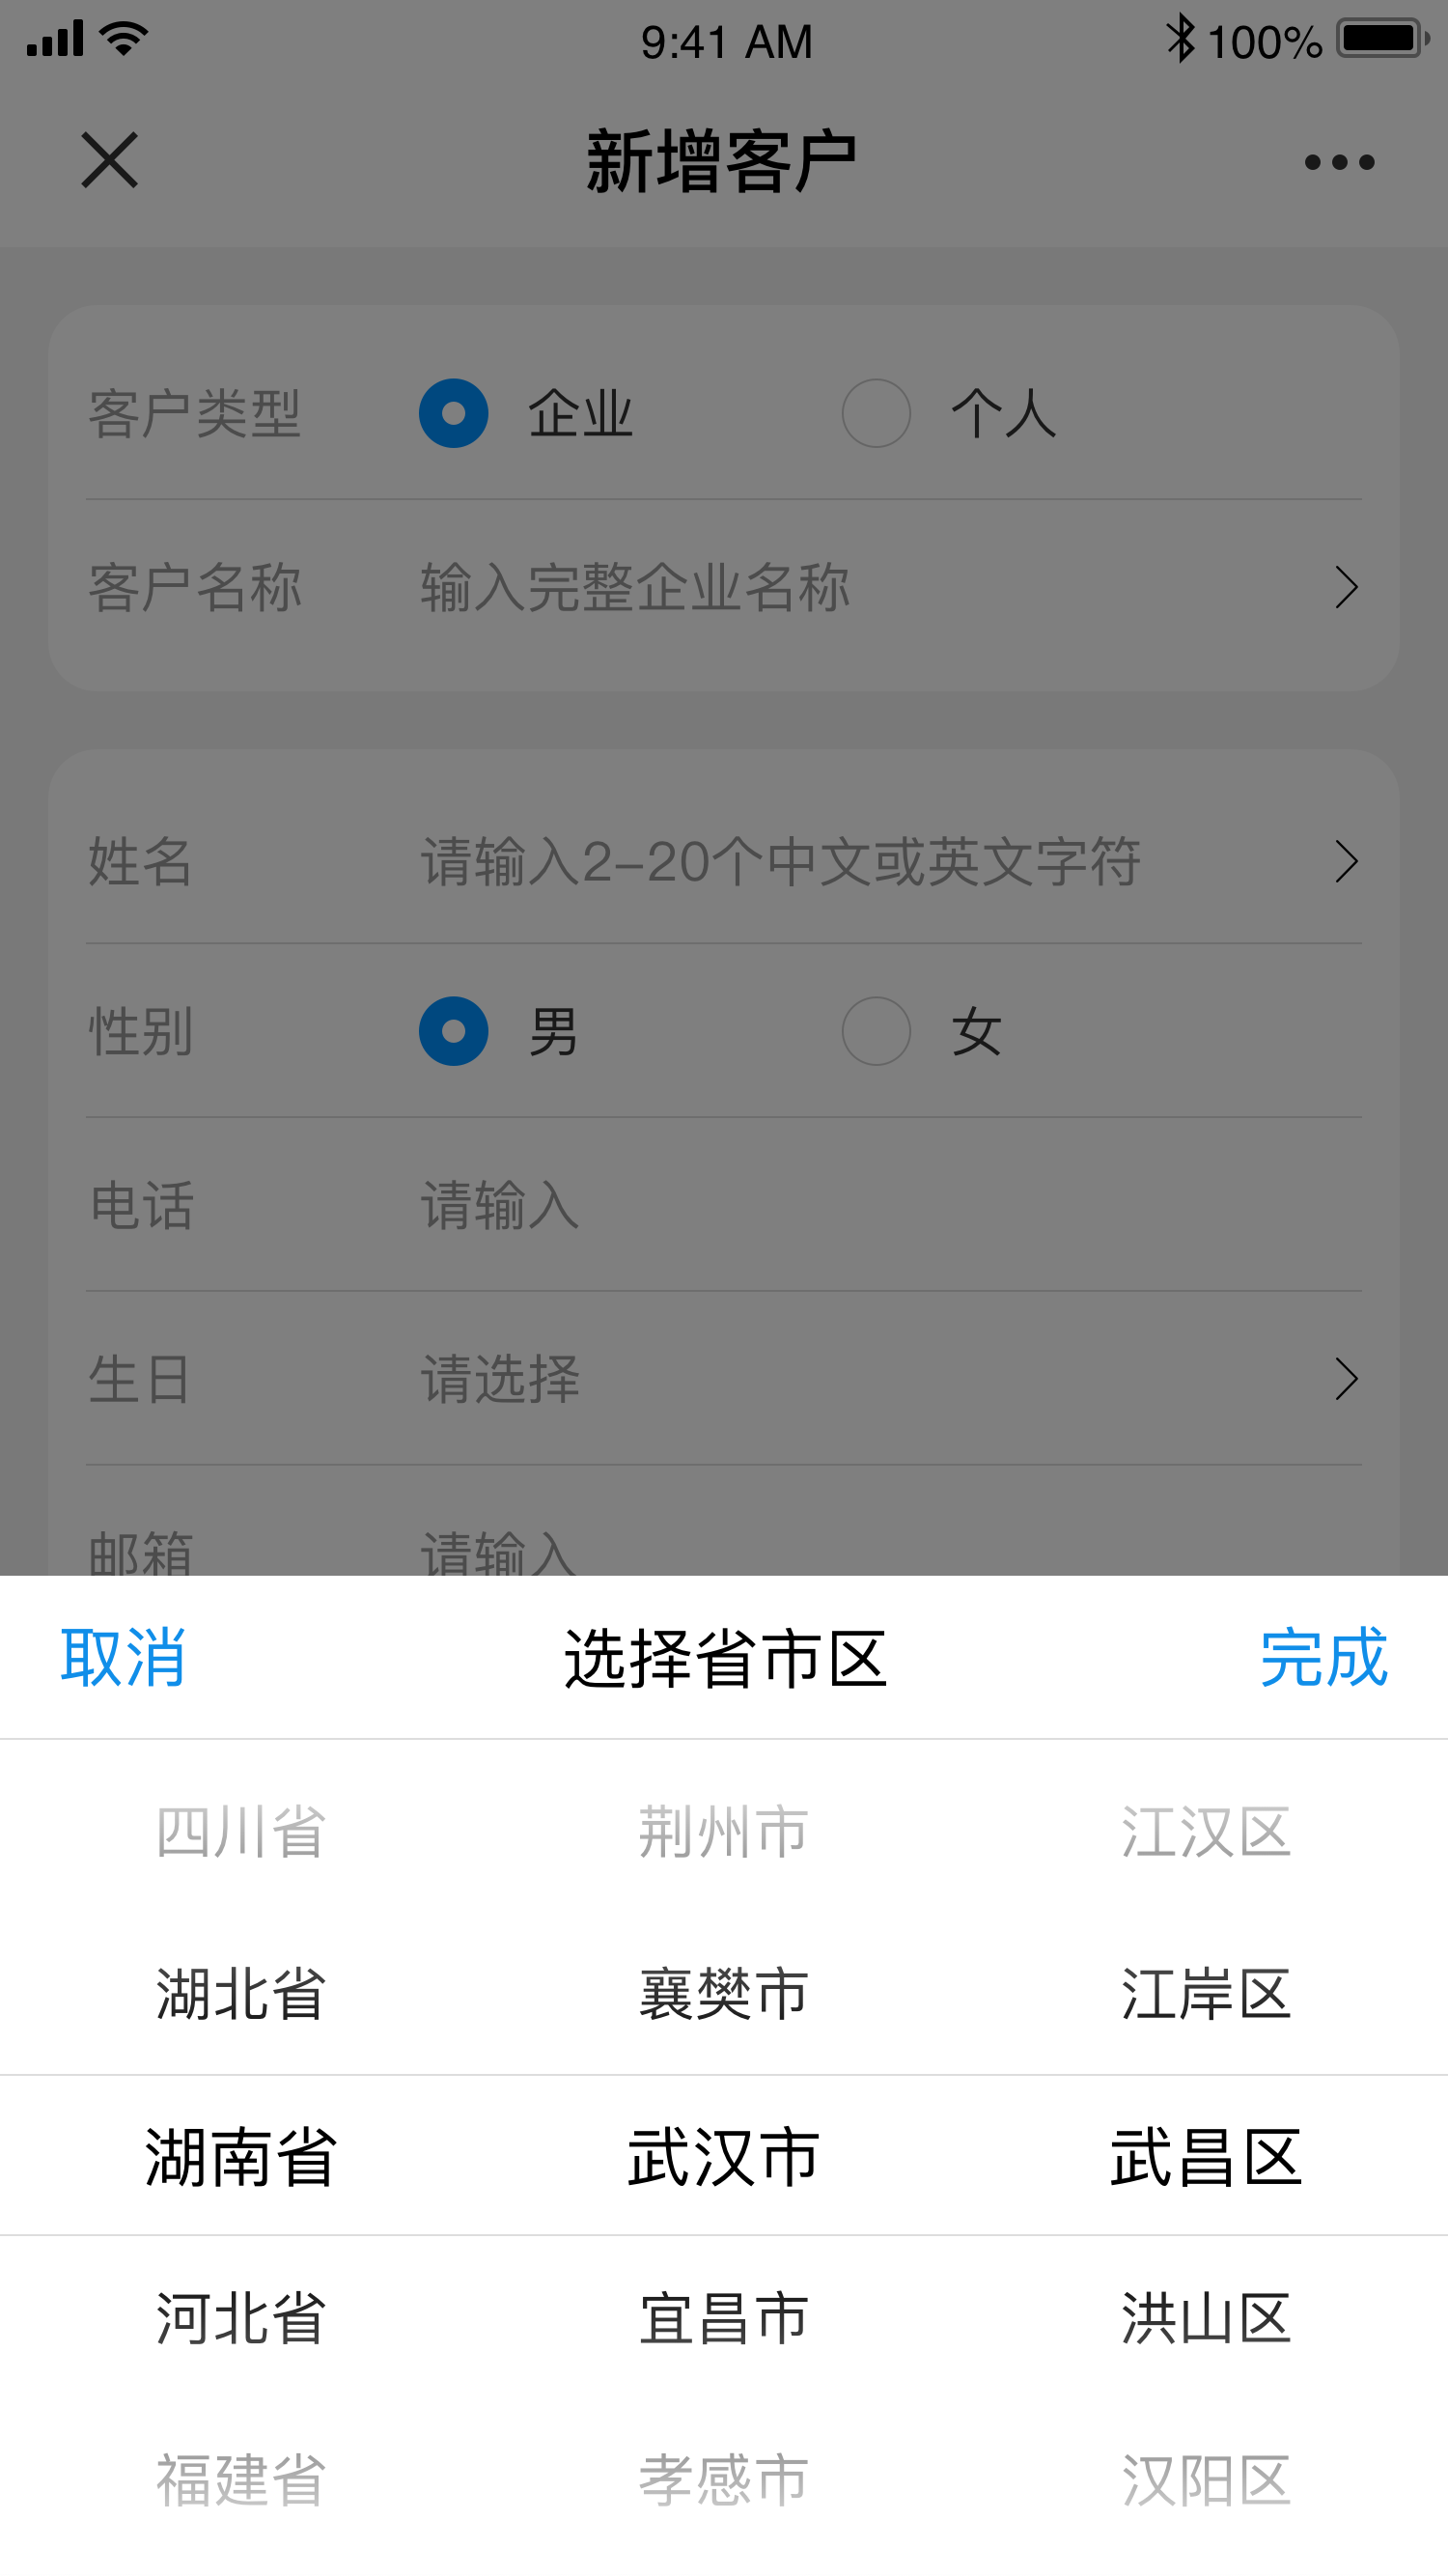 9:41 AM 100%
新增客户
客户类型 企业 个人
客户名称 输入完整企业名称
姓名 请输入2–20个中文或英文字符
性别 男 女
电话 请输入
生日 请选择
邮箱 请输入
取消 选择省市区 完成
四川省 荆州市 江汉区
湖北省 襄樊市 江岸区
湖南省 武汉市 武昌区
河北省 宜昌市 洪山区
福建省 孝感市 汉阳区